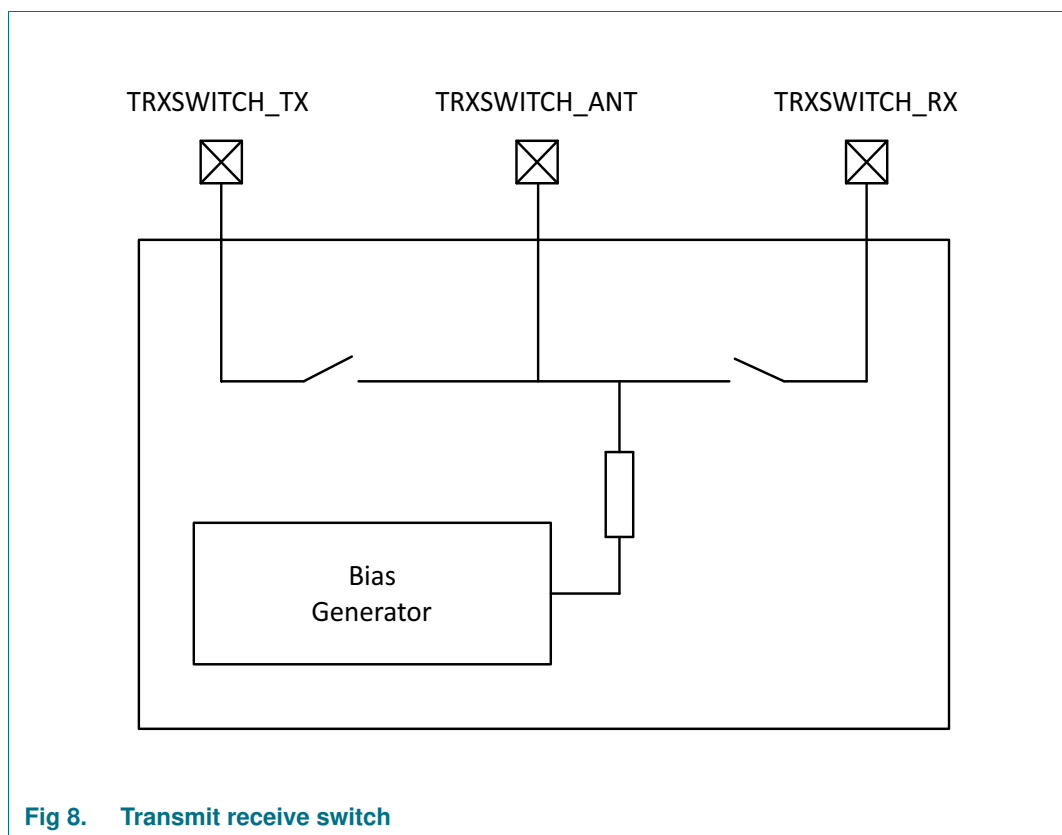 TRXSWITCH_TX TRXSWITCH_ANT TRXSWITCH_RX
Bias
Generator
Fig 8. Transmit receive switch